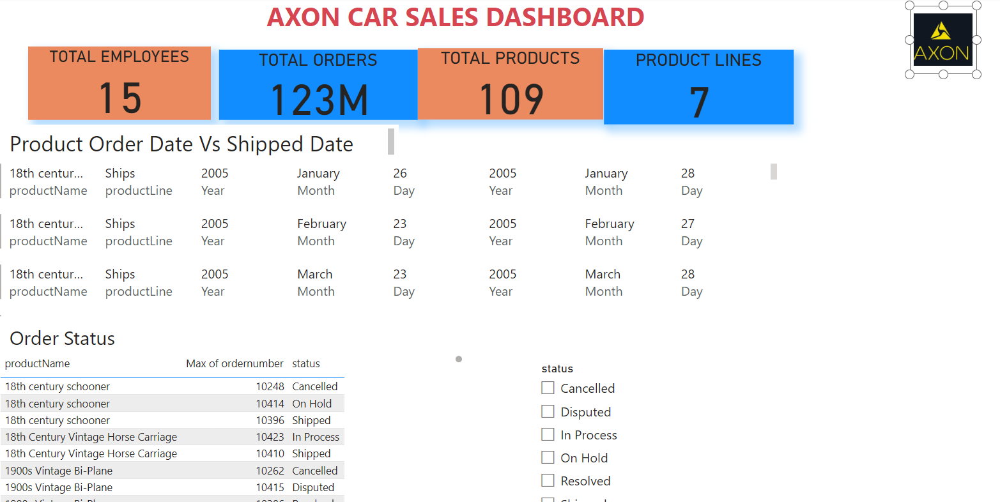 AXON CAR SALES DASHBOARD
AXON
TOTAL EMPLOYEES
15
TOTAL ORDERS
123M
TOTAL PRODUCTS
109
PRODUCT LINES
7
Product Order Date Vs Shipped Date
18th centur... Ships 2005 January 26 2005 January 28
productName productLine Year Month Day Year Month Day
18th centur... Ships 2005 February 23 2005 February 27
productName productLine Year Month Day Year Month Day
18th centur... Ships 2005 March 23 2005 March 28
productName productLine Year Month Day Year Month Day
Order Status
productName Max of ordernumber status
18th century schooner 10248 Cancelled
18th century schooner 10414 On Hold
18th century schooner 10396 Shipped
18th Century Vintage Horse Carriage 10423 In Process
18th Century Vintage Horse Carriage 10410 Shipped
1900s Vintage Bi-Plane 10262 Cancelled
1900s Vintage Bi-Plane 10415 Disputed
status
Cancelled
Disputed
In Process
On Hold
Resolved